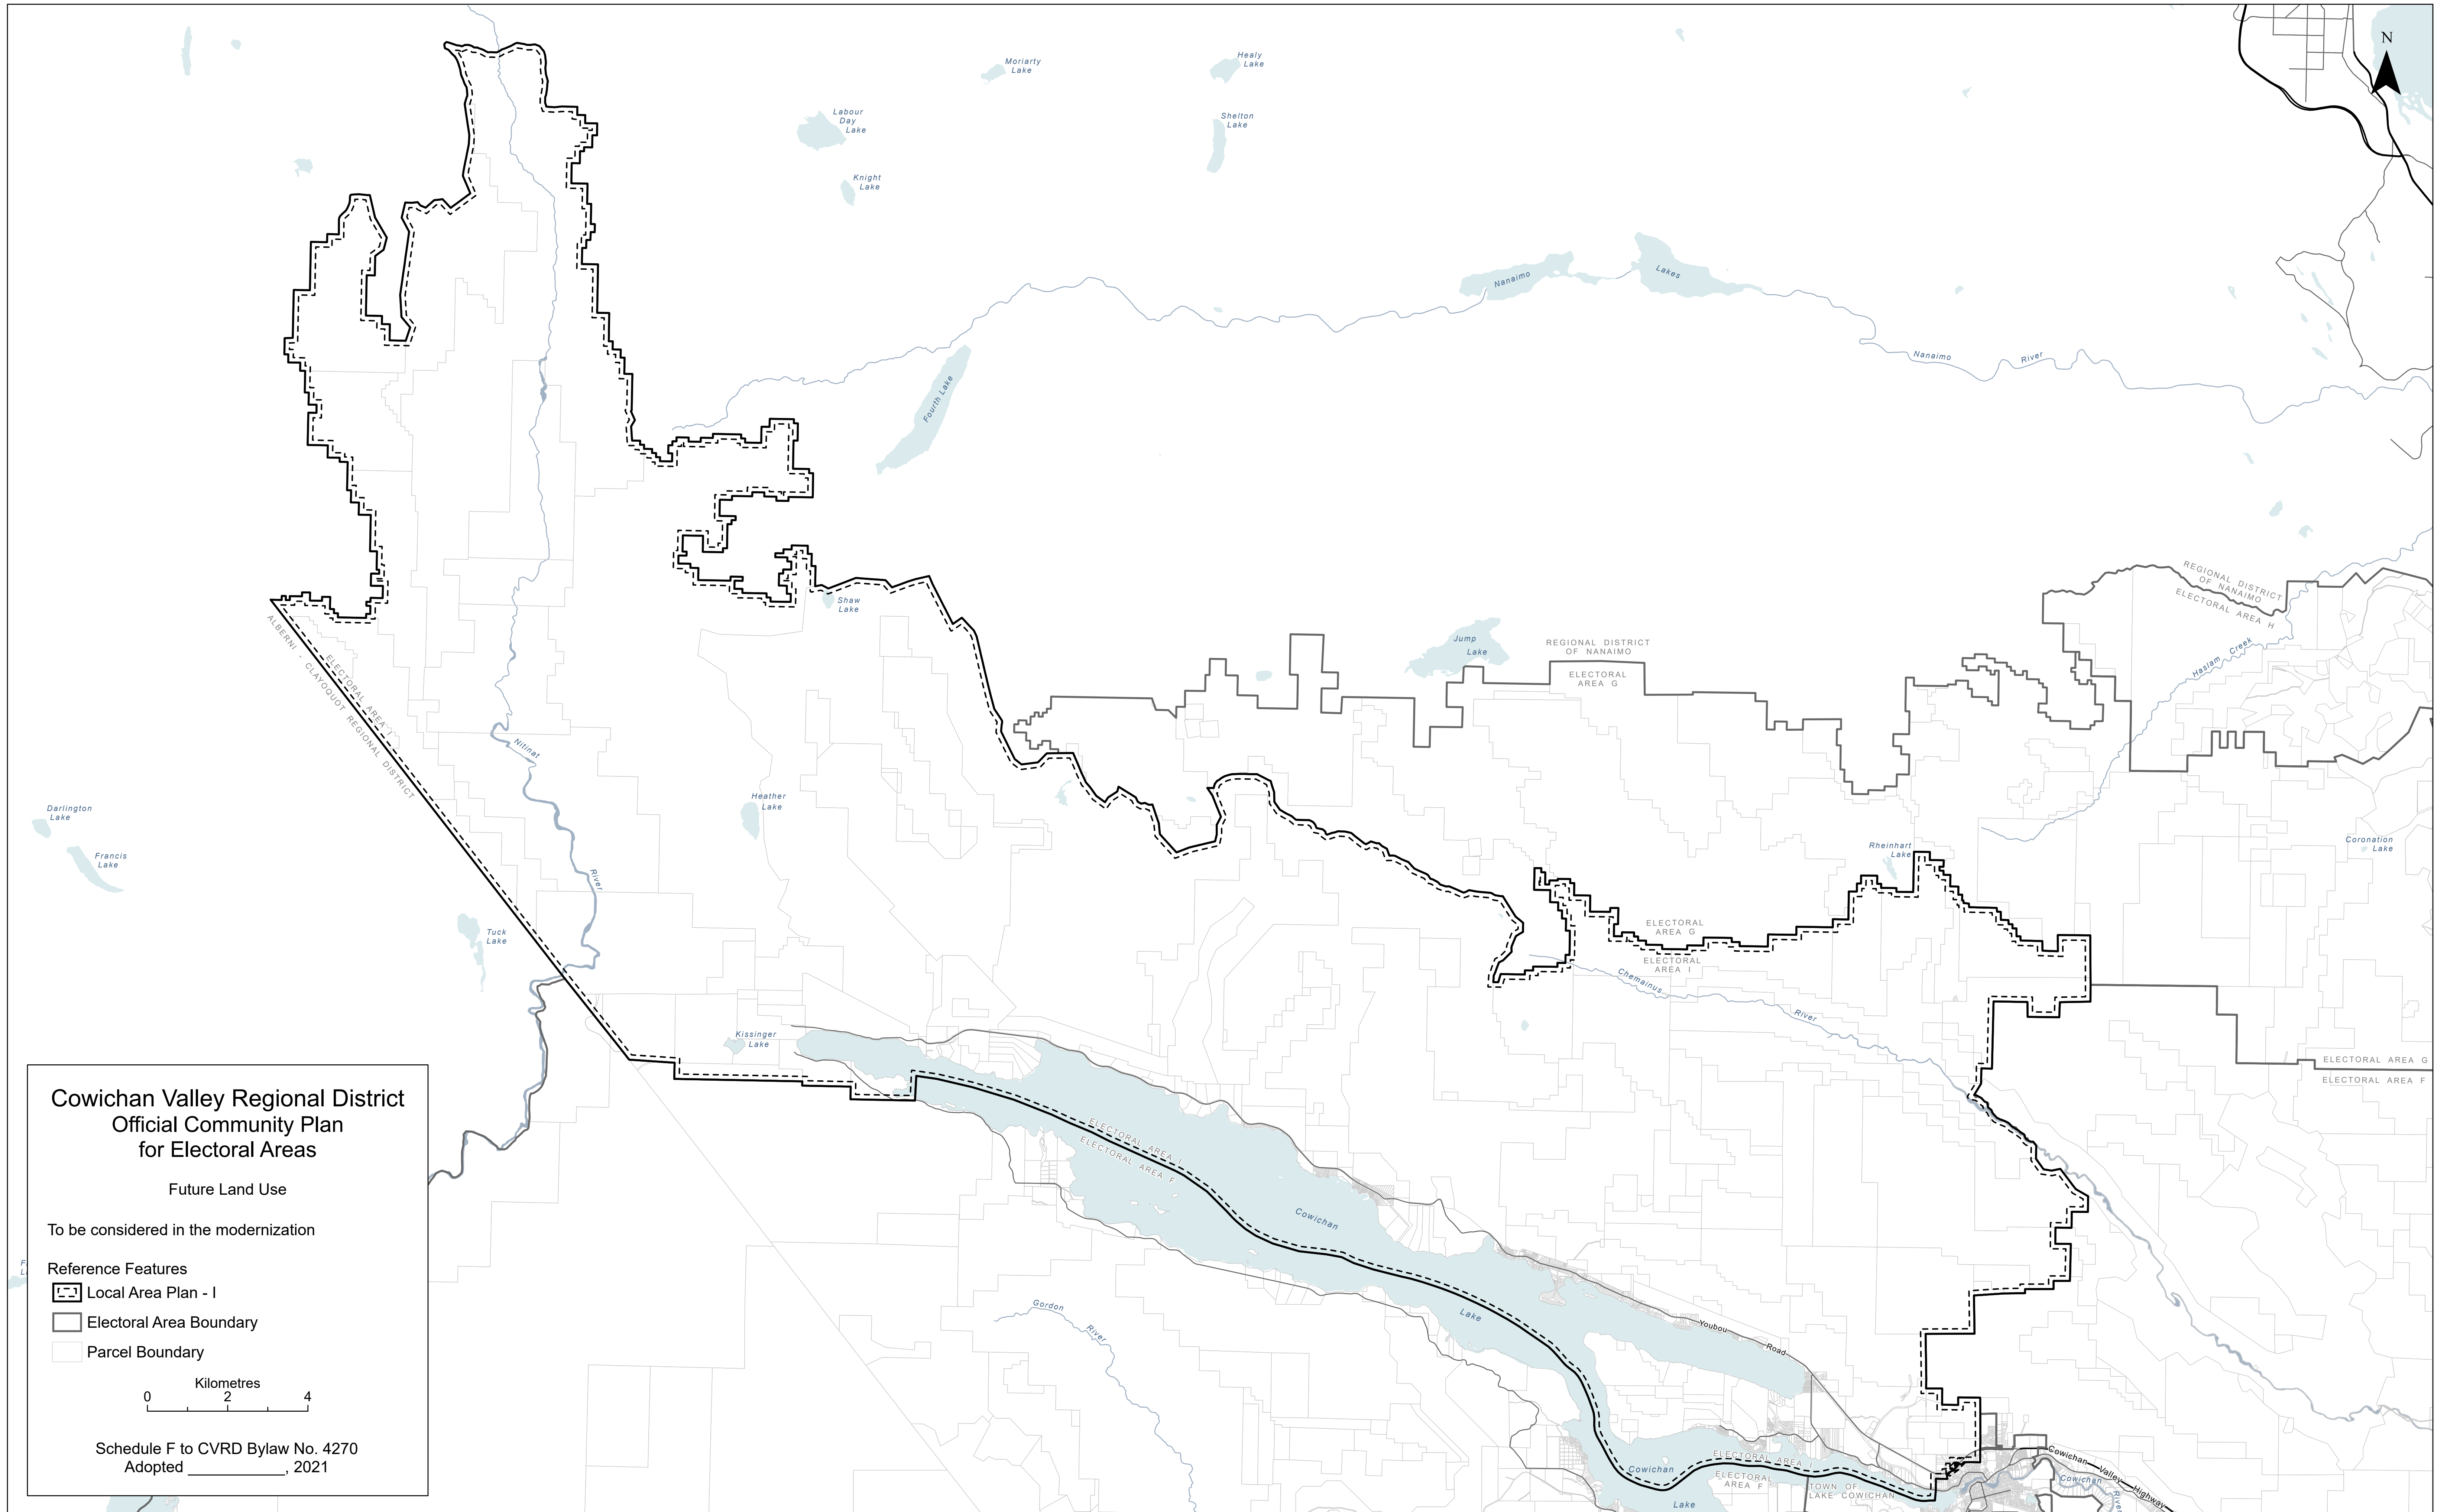 N
Moriarty
Lake
Healy
Lake
Labour
Day
Lake
Shelton
Lake
Knight
Lake
Nanaimo
Lakes
Nanaimo
River
Fourth Lake
REGIONAL DISTRICT
OF NANAIMO
ELECTORAL AREA H
Haslam Creek
Shaw
Lake
Jump
Lake
REGIONAL DISTRICT
OF NANAIMO
ELECTORAL
AREA G
ELECTORAL AREA I
ALBERNI - CLAYOQUOT REGIONAL DISTRICT
Nitinat
River
Darlington
Lake
Francis
Lake
Heather
Lake
Rheinhart
Lake
Coronation
Lake
Tuck
Lake
ELECTORAL
AREA G
ELECTORAL
AREA I
Chemainus
River
Kissinger
Lake
ELECTORAL AREA G
ELECTORAL AREA F
ELECTORAL AREA I
ELECTORAL AREA F
Cowichan
Lake
Gordon
River
Youbou
Road
Cowichan
Lake
ELECTORAL AREA I
ELECTORAL
AREA F
TOWN OF
LAKE COWICHAN
Cowichan
Valley
Highway
Cowichan
River
Cowichan Valley Regional District
Official Community Plan
for Electoral Areas
Future Land Use
To be considered in the modernization
Reference Features
Local Area Plan - I
Electoral Area Boundary
Parcel Boundary
Kilometres
0 2 4
Schedule F to CVRD Bylaw No. 4270
Adopted ____________, 2021